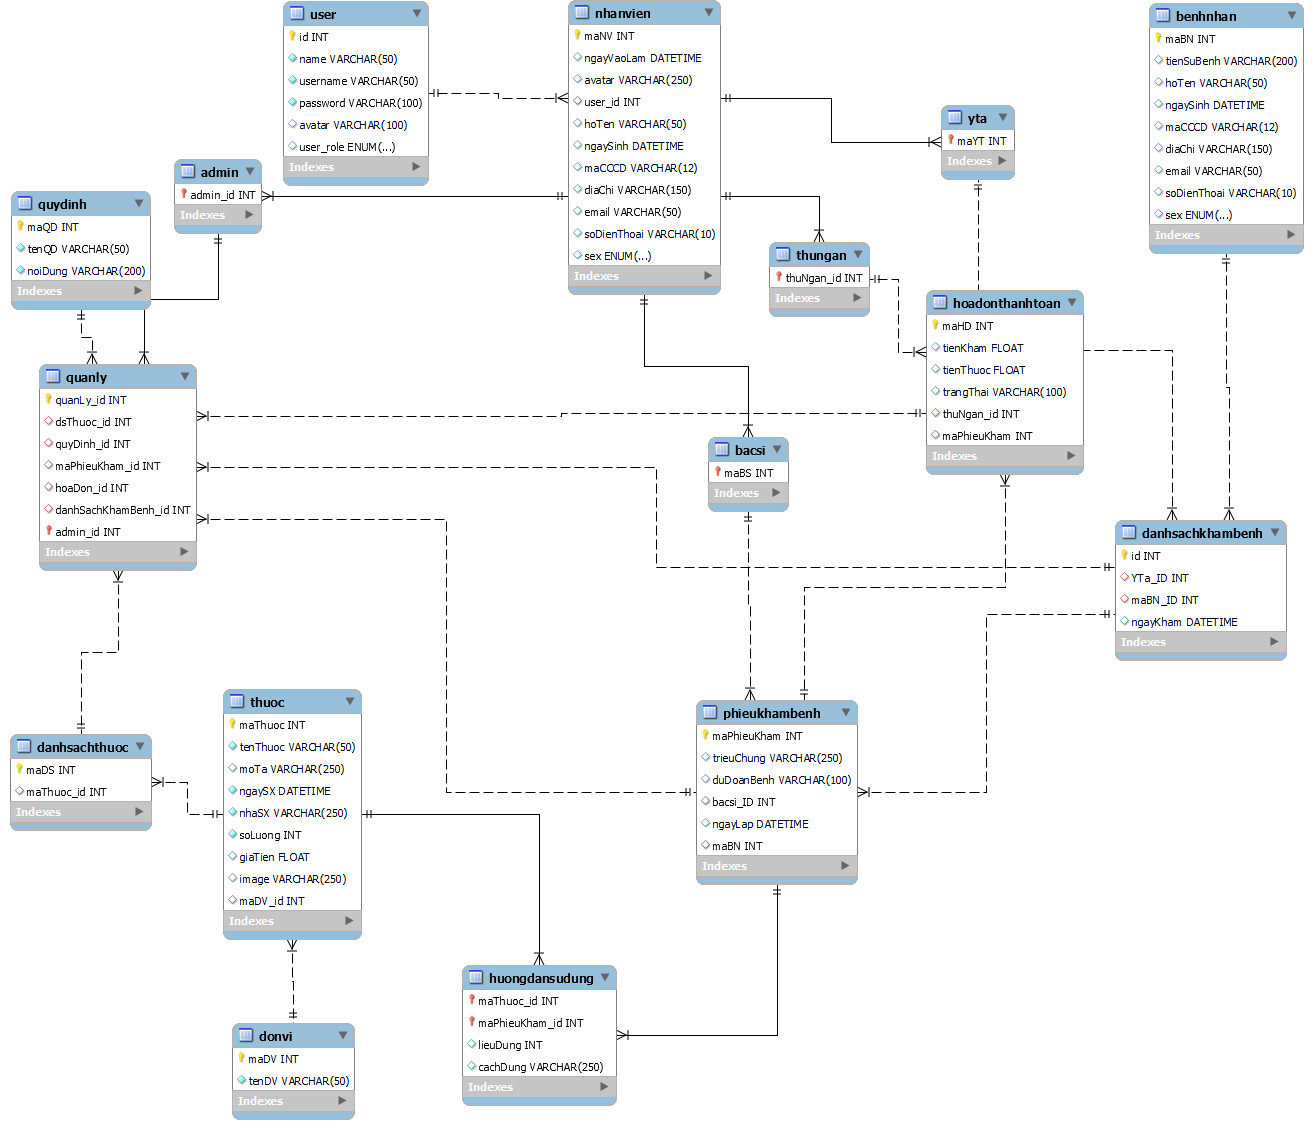 user
id INT
name VARCHAR(50)
username VARCHAR(50)
password VARCHAR(100)
avatar VARCHAR(100)
user_role ENUM(...)
Indexes
nhanvien
maNV INT
ngayVaoLam DATETIME
avatar VARCHAR(250)
user_id INT
hoTen VARCHAR(50)
ngaySinh DATETIME
maCCCD VARCHAR(12)
diaChi VARCHAR(150)
email VARCHAR(50)
soDienThoai VARCHAR(10)
sex ENUM(...)
Indexes
benhnhan
maBN INT
tienSuBenh VARCHAR(200)
hoTen VARCHAR(50)
ngaySinh DATETIME
maCCCD VARCHAR(12)
diaChi VARCHAR(150)
email VARCHAR(50)
soDienThoai VARCHAR(10)
sex ENUM(...)
Indexes
yta
maYT INT
Indexes
admin
admin_id INT
Indexes
quydinh
maQD INT
tenQD VARCHAR(50)
noiDung VARCHAR(200)
Indexes
thungan
thuNgan_id INT
Indexes
hoadonthanhtoan
maHD INT
tienKham FLOAT
tienThuoc FLOAT
trangThai VARCHAR(100)
thuNgan_id INT
maPhieuKham INT
Indexes
quanly
quanLy_id INT
dsThuoc_id INT
quyDinh_id INT
maPhieuKham_id INT
hoaDon_id INT
danhSachKhamBenh_id INT
admin_id INT
Indexes
bacsi
maBS INT
Indexes
danhsachkhambenh
id INT
YTa_ID INT
maBN_ID INT
ngayKham DATETIME
Indexes
thuoc
maThuoc INT
tenThuoc VARCHAR(50)
moTa VARCHAR(250)
ngaySX DATETIME
nhaSX VARCHAR(250)
soLuong INT
giaTien FLOAT
image VARCHAR(250)
maDV_id INT
Indexes
phieukhambenh
maPhieuKham INT
trieuChung VARCHAR(250)
duDoanBenh VARCHAR(100)
bacsi_ID INT
ngayLap DATETIME
maBN INT
Indexes
danhsachthuoc
maDS INT
maThuoc_id INT
Indexes
huongdansudung
maThuoc_id INT
maPhieuKham_id INT
lieuDung INT
cachDung VARCHAR(250)
Indexes
donvi
maDV INT
tenDV VARCHAR(50)
Indexes